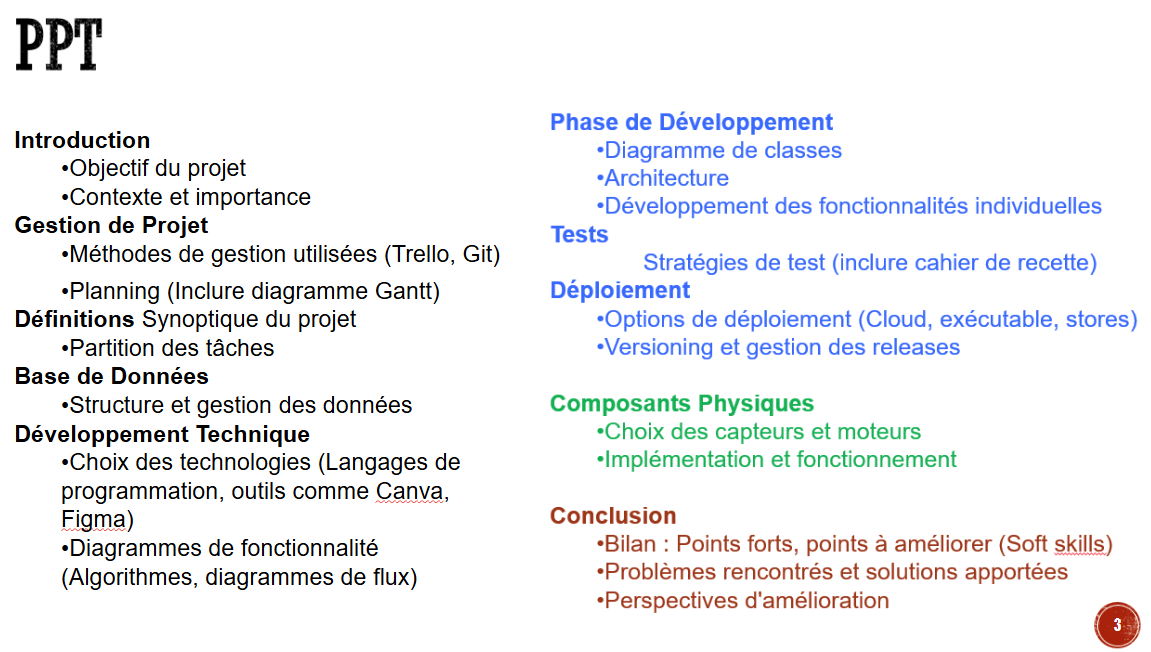 PPT
Introduction
•Objectif du projet
•Contexte et importance
Gestion de Projet
•Méthodes de gestion utilisées (Trello, Git)
•Planning (Inclure diagramme Gantt)
Définitions Synoptique du projet
•Partition des tâches
Base de Données
•Structure et gestion des données
Développement Technique
•Choix des technologies (Langages de
programmation, outils comme Canva,
Figma)
•Diagrammes de fonctionnalité
(Algorithmes, diagrammes de flux)
Phase de Développement
•Diagramme de classes
•Architecture
•Développement des fonctionnalités individuelles
Tests
Stratégies de test (inclure cahier de recette)
Déploiement
•Options de déploiement (Cloud, exécutable, stores)
•Versioning et gestion des releases
Composants Physiques
•Choix des capteurs et moteurs
•Implémentation et fonctionnement
Conclusion
•Bilan : Points forts, points à améliorer (Soft skills)
•Problèmes rencontrés et solutions apportées
•Perspectives d'amélioration
3